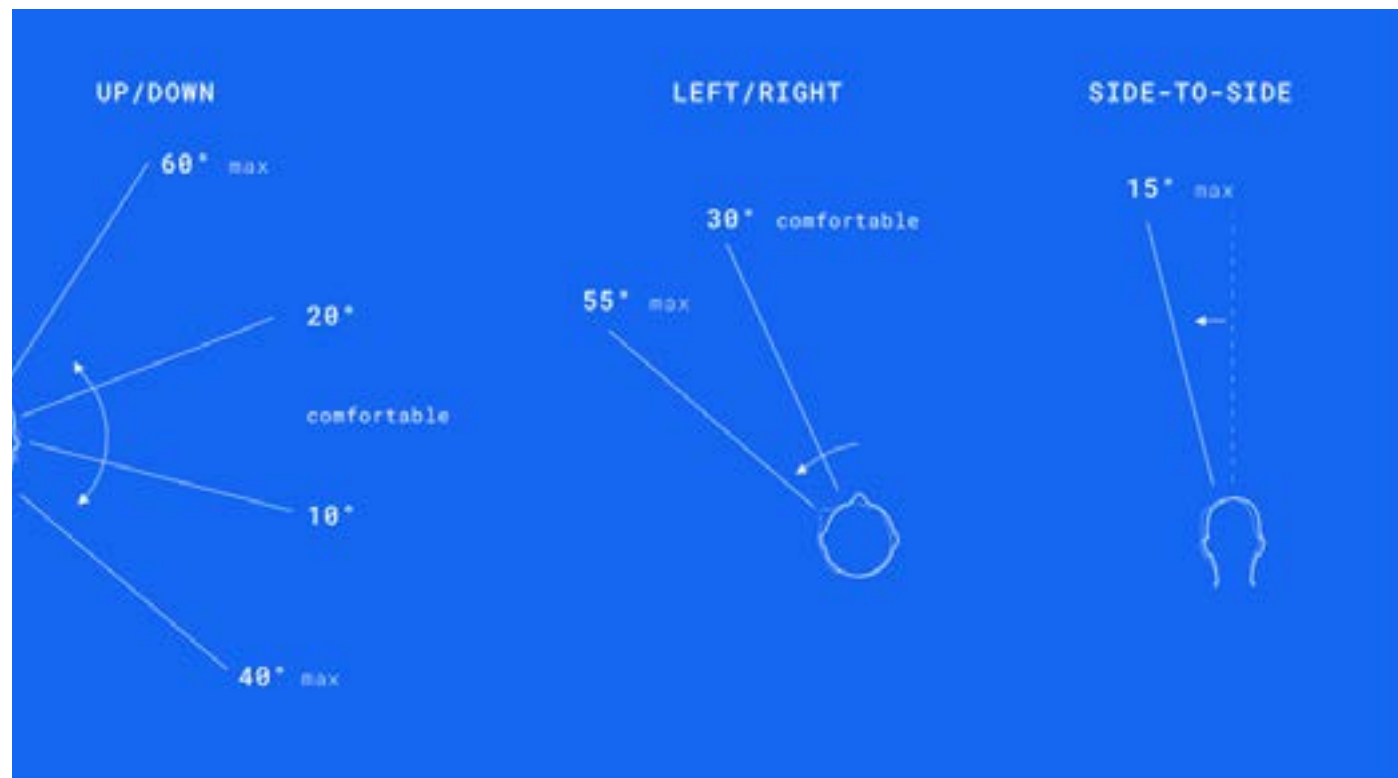 UP/DOWN
60° max
20°
comfortable
10°
40° max
LEFT/RIGHT
30° comfortable
55° max
SIDE-TO-SIDE
15° max